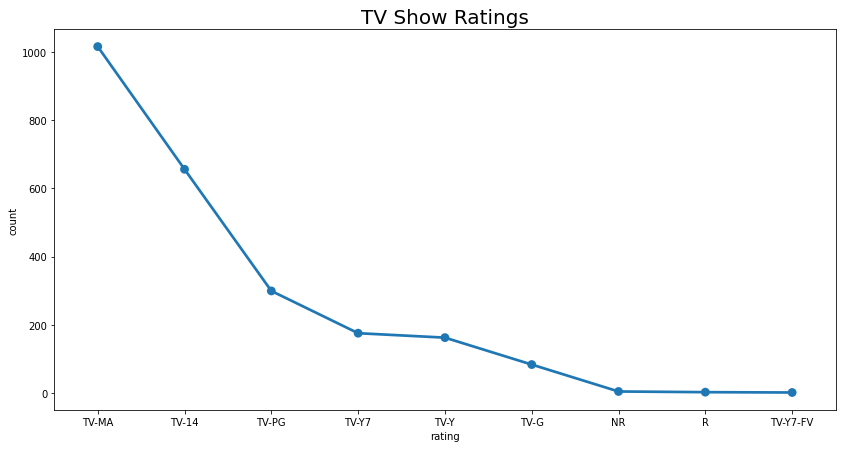 TV Show Ratings
1000
800
600
400
200
0
count
TV-MA TV-14 TV-PG TV-Y7 TV-Y TV-G NR R TV-Y7-FV
rating